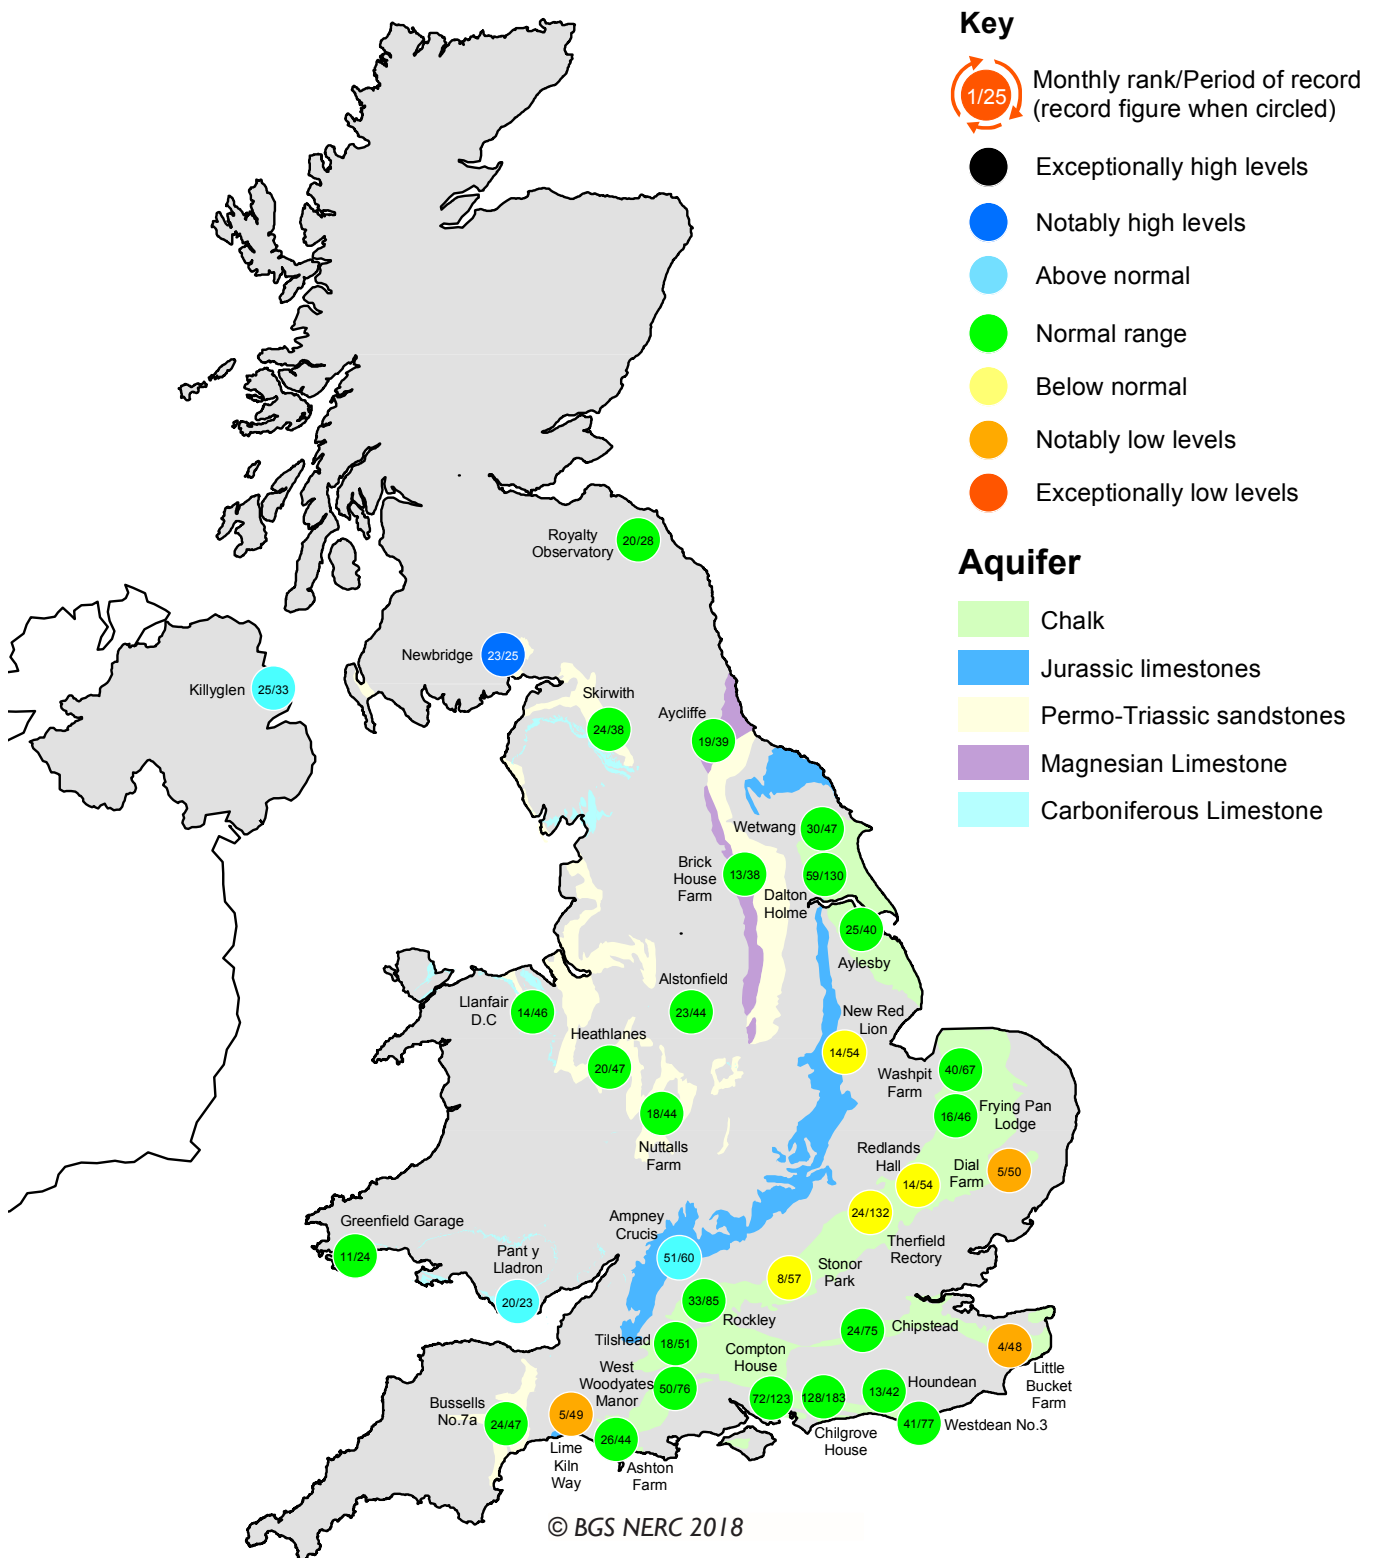 Key
1/25
Monthly rank/Period of record
(record figure when circled)
Exceptionally high levels
Notably high levels
Above normal
Normal range
Below normal
Notably low levels
Exceptionally low levels
Aquifer
Chalk
Jurassic limestones
Permo-Triassic sandstones
Magnesian Limestone
Carboniferous Limestone
Royalty
Observatory
20/28
Newbridge
23/25
Killyglen
25/33
Skirwith
24/38
Aycliffe
19/39
Wetwang
30/47
Brick
House
Farm
13/38
59/130
Dalton
Holme
25/40
Aylesby
Alstonfield
23/44
Llanfair
D.C
14/46
Heathlanes
20/47
New Red
Lion
14/54
Washpit
Farm
40/67
18/44
Nuttalls
Farm
16/46
Frying Pan
Lodge
Redlands
Hall
14/54
Dial
Farm
5/50
24/132
Therfield
Rectory
Greenfield Garage
11/24
Pant y
Lladron
20/23
Ampney
Crucis
51/60
8/57
Stonor
Park
33/85
Rockley
Tilshead
18/51
24/75
Chipstead
4/48
Little
Bucket
Farm
Compton
House
72/123
West
Woodyates
Manor
50/76
128/183
Chilgrove
House
13/42
Houndean
41/77
Westdean No.3
Bussells
No.7a
24/47
5/49
Lime
Kiln
Way
26/44
Ashton
Farm
© BGS NERC 2018